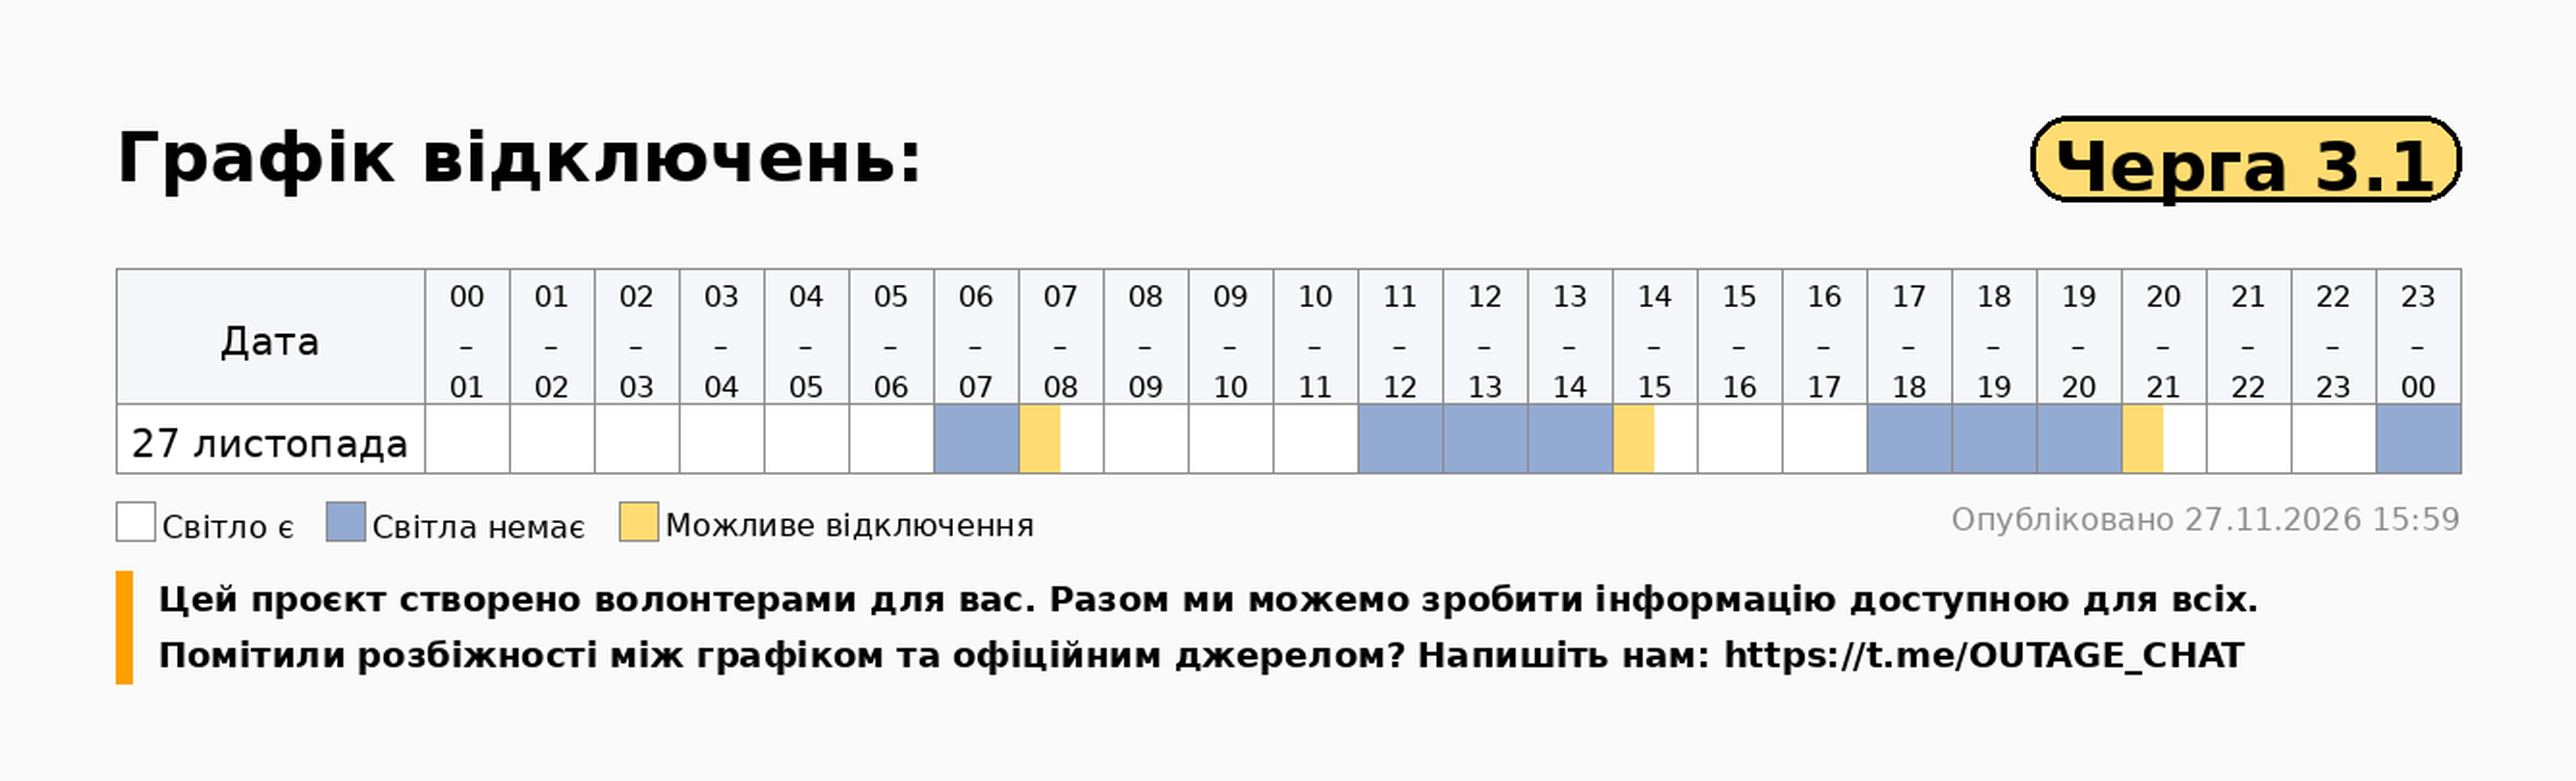 Графік відключень:
Черга 3.1
Дата
00 – 01
01 – 02
02 – 03
03 – 04
04 – 05
05 – 06
06 – 07
07 – 08
08 – 09
09 – 10
10 – 11
11 – 12
12 – 13
13 – 14
14 – 15
15 – 16
16 – 17
17 – 18
18 – 19
19 – 20
20 – 21
21 – 22
22 – 23
23 – 00
27 листопада
Світло є
Світла немає
Можливе відключення
Опубліковано 27.11.2026 15:59
Цей проєкт створено волонтерами для вас. Разом ми можемо зробити інформацію доступною для всіх.
Помітили розбіжності між графіком та офіційним джерелом? Напишіть нам: https://t.me/OUTAGE_CHAT